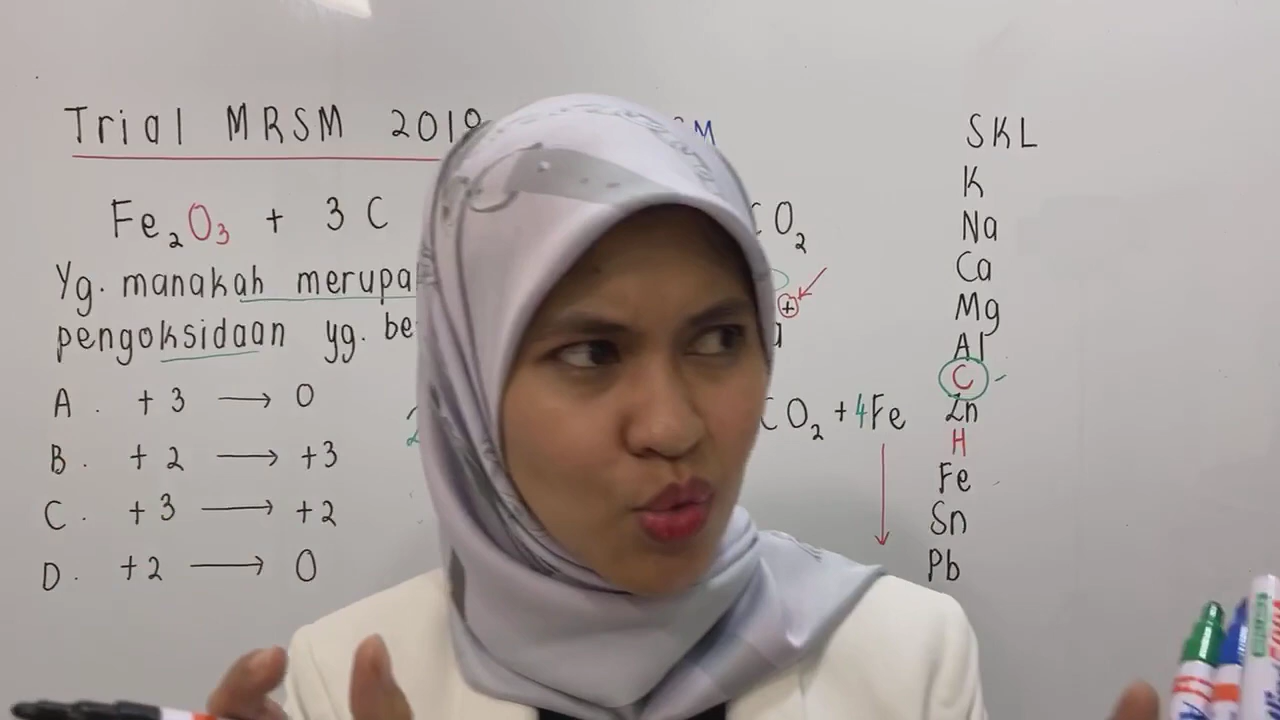 Trial MRSM 2019
Fe2O3 + 3 C
CO2
Yg. manakah merupa
pengoksidaan yg. be
+
A . + 3 → 0
B . + 2 → +3
C . + 3 → +2
D . +2 → 0
2
CO2 + 4Fe
SKL
K
Na
Ca
Mg
Al
C
Zn
H
Fe
Sn
Pb